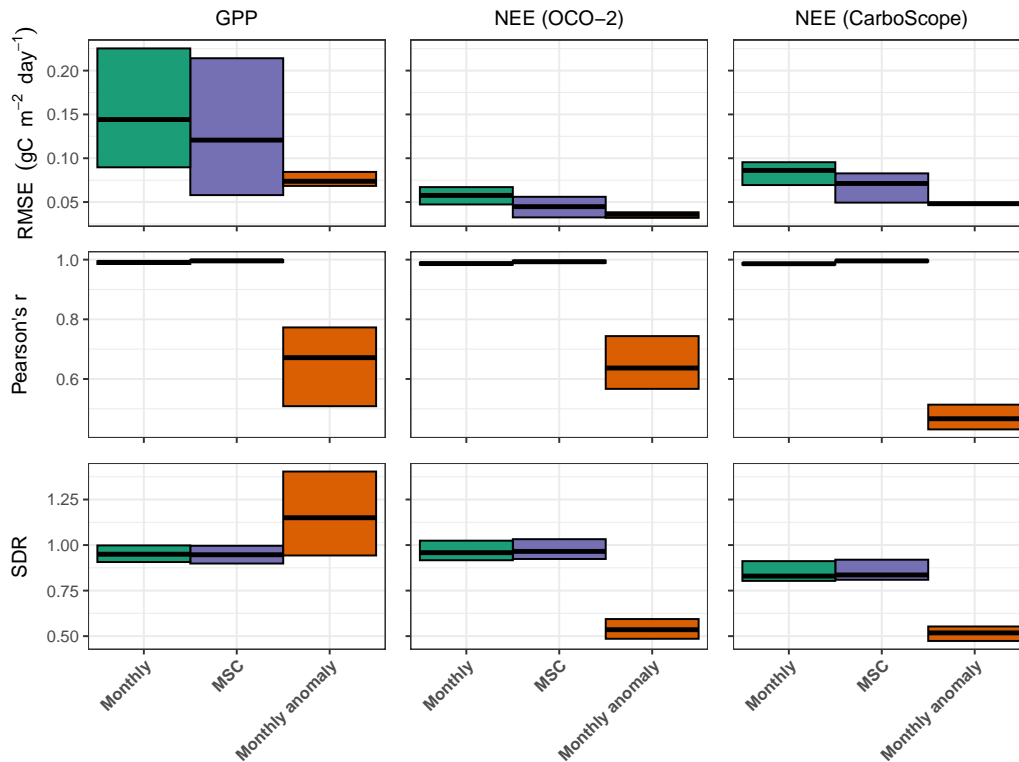 GPP
NEE (OCO−2)
NEE (CarboScope)
RMSE (gC m⁻² day⁻¹)
0.20
0.15
0.10
0.05
Pearson's r
1.0
0.8
0.6
SDR
1.25
1.00
0.75
0.50
Monthly
MSC
Monthly anomaly
Monthly
MSC
Monthly anomaly
Monthly
MSC
Monthly anomaly